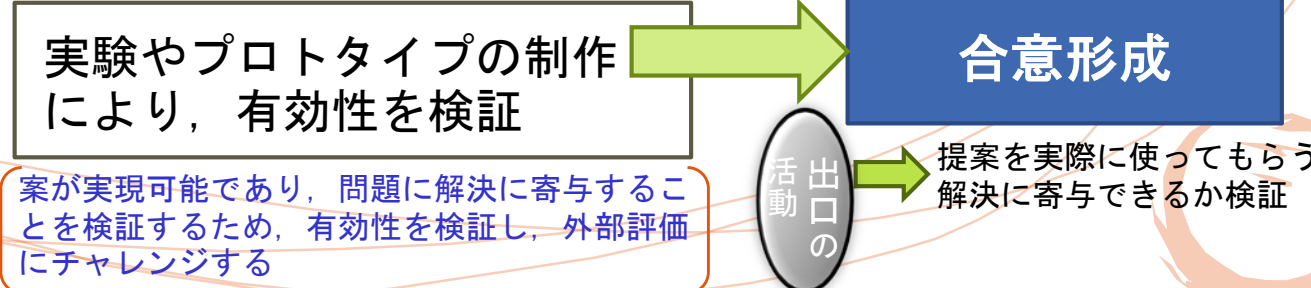 実験やプロトタイプの制作
により，有効性を検証
案が実現可能であり，問題に解決に寄与するこ
とを検証するため，有効性を検証し，外部評価
にチャレンジする
合意形成
出口の
活動
提案を実際に使ってもらう
解決に寄与できるか検証